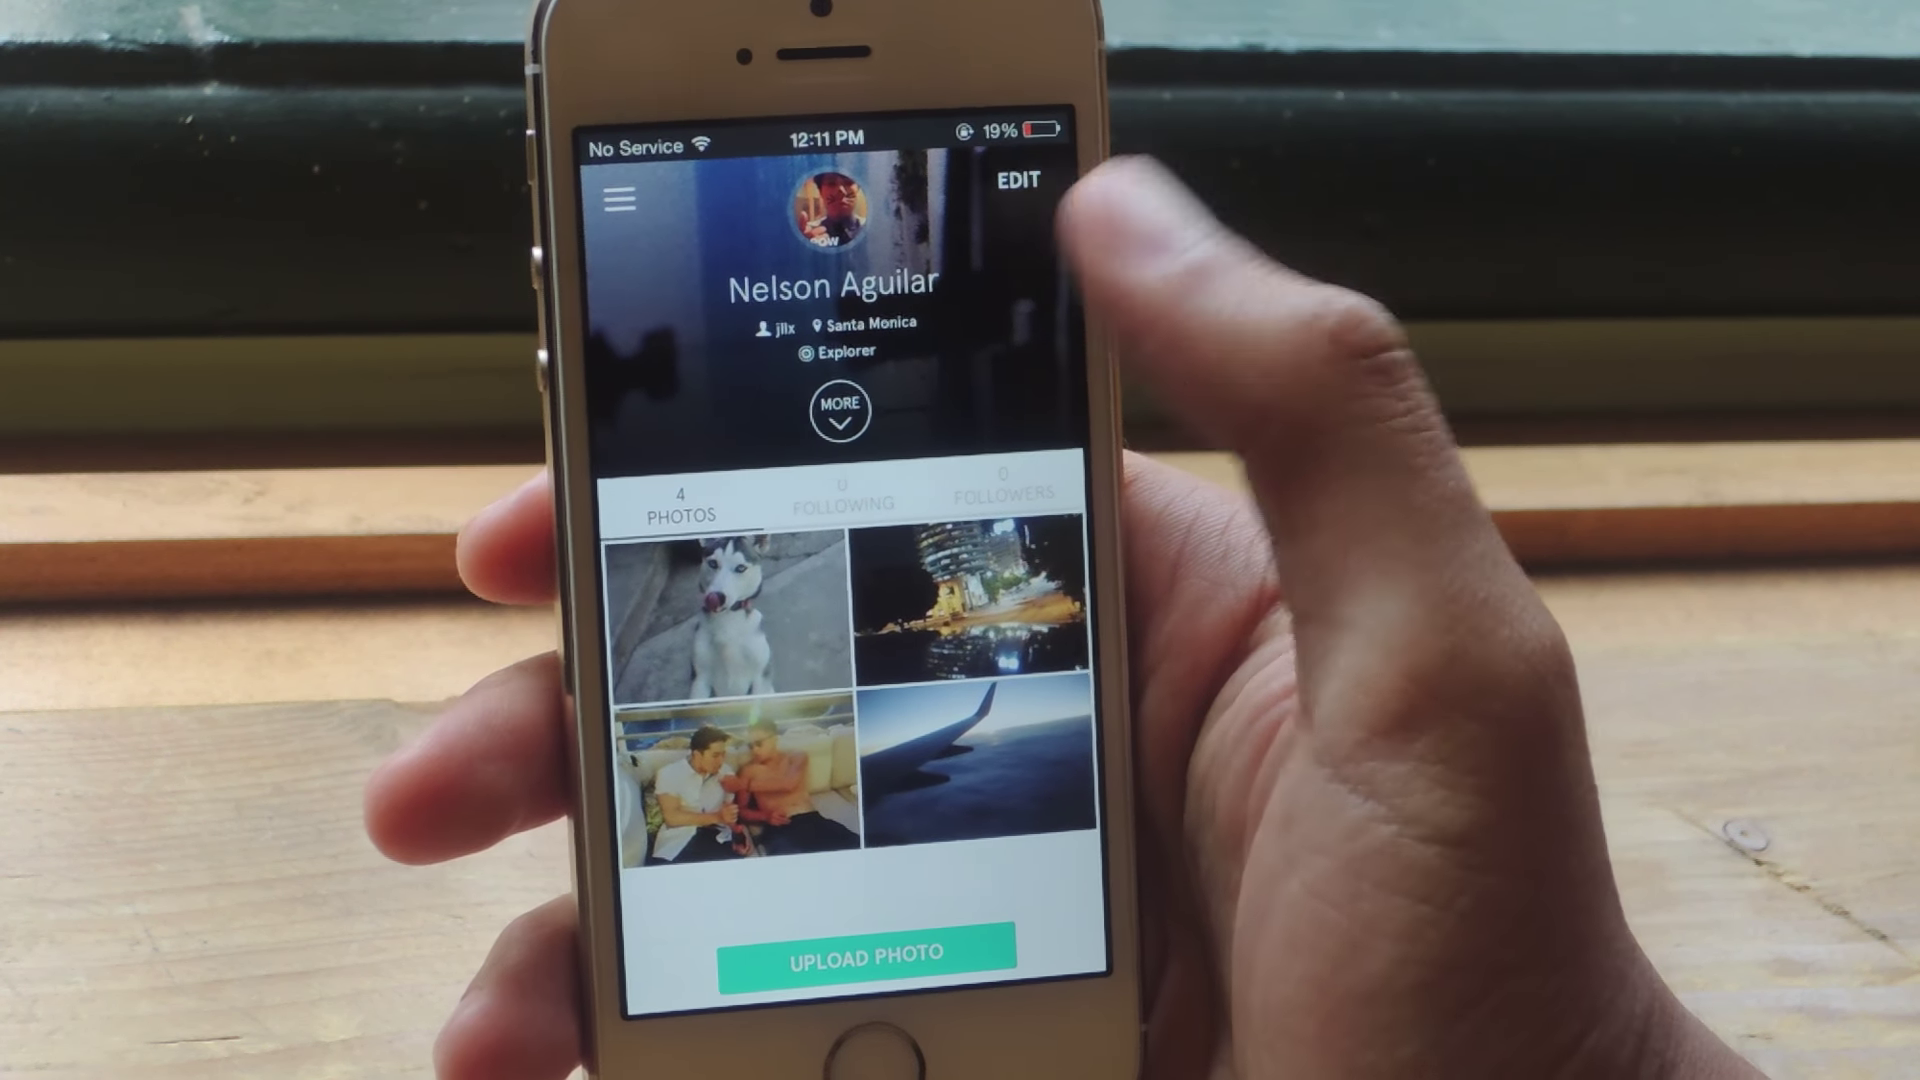 No Service 12:11 PM 19%
EDIT
Nelson Aguilar
jllx Santa Monica
Explorer
MORE
4 0 0
PHOTOS FOLLOWING FOLLOWERS
UPLOAD PHOTO